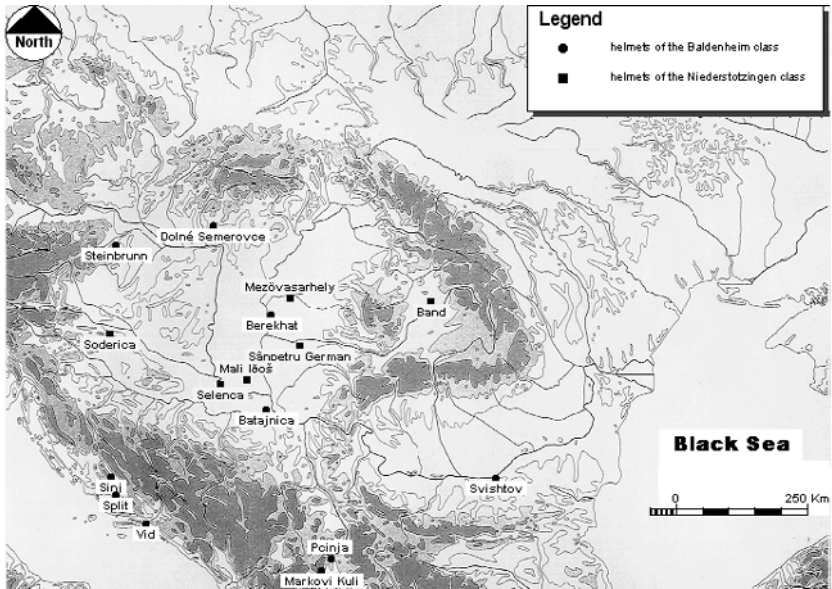 Legend
North
helmets of the Baldenheim class
helmets of the Niederstotzingen class
Dolné Semerovce
Steinbrunn
Mezövasarhely
Band
Berekhat
Soderica
Sânpetru German
Mali Iđoš
Selenca
Batajnica
Black Sea
Sinj
Svishtov
0 250 Km
Split
Vid
Pcinja
Markovi Kuli